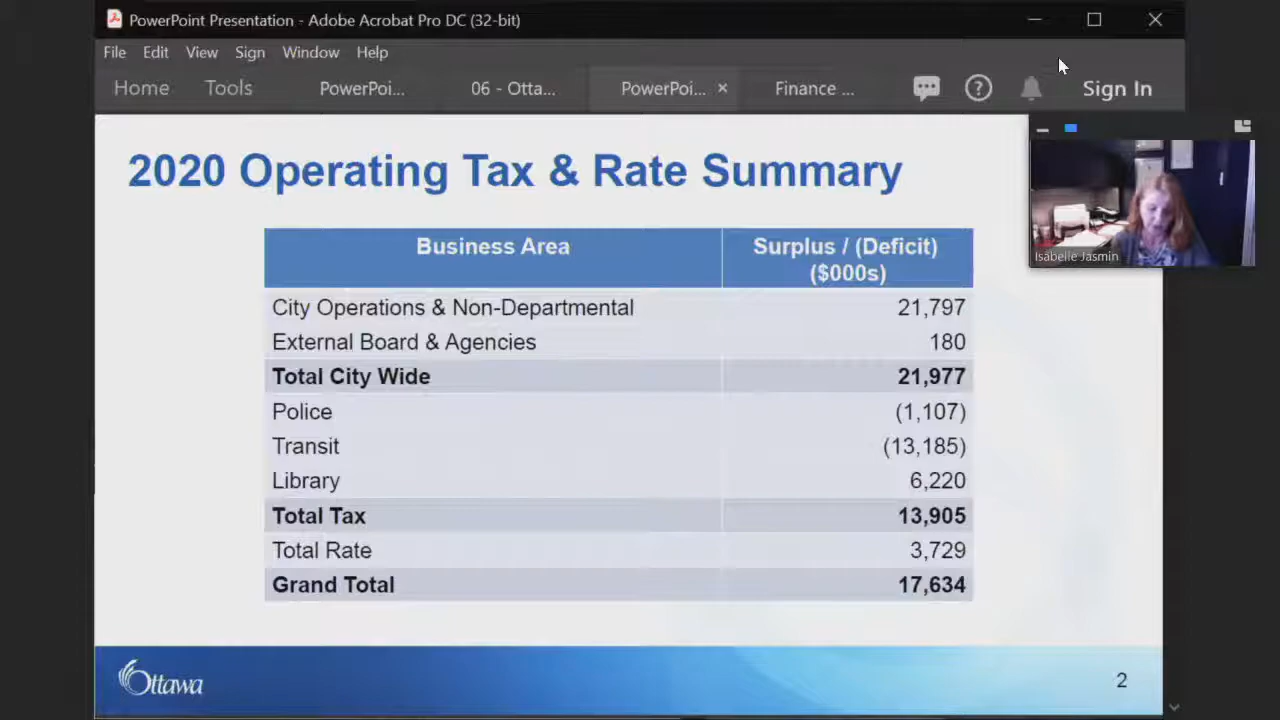 PowerPoint Presentation - Adobe Acrobat Pro DC (32-bit)
File Edit View Sign Window Help
Home Tools PowerPoi... 06 - Otta... PowerPoi... × Finance ... Sign In
2020 Operating Tax & Rate Summary
Isabelle Jasmin
Business Area Surplus / (Deficit)
($000s)
City Operations & Non-Departmental 21,797
External Board & Agencies 180
Total City Wide 21,977
Police (1,107)
Transit (13,185)
Library 6,220
Total Tax 13,905
Total Rate 3,729
Grand Total 17,634
Ottawa 2